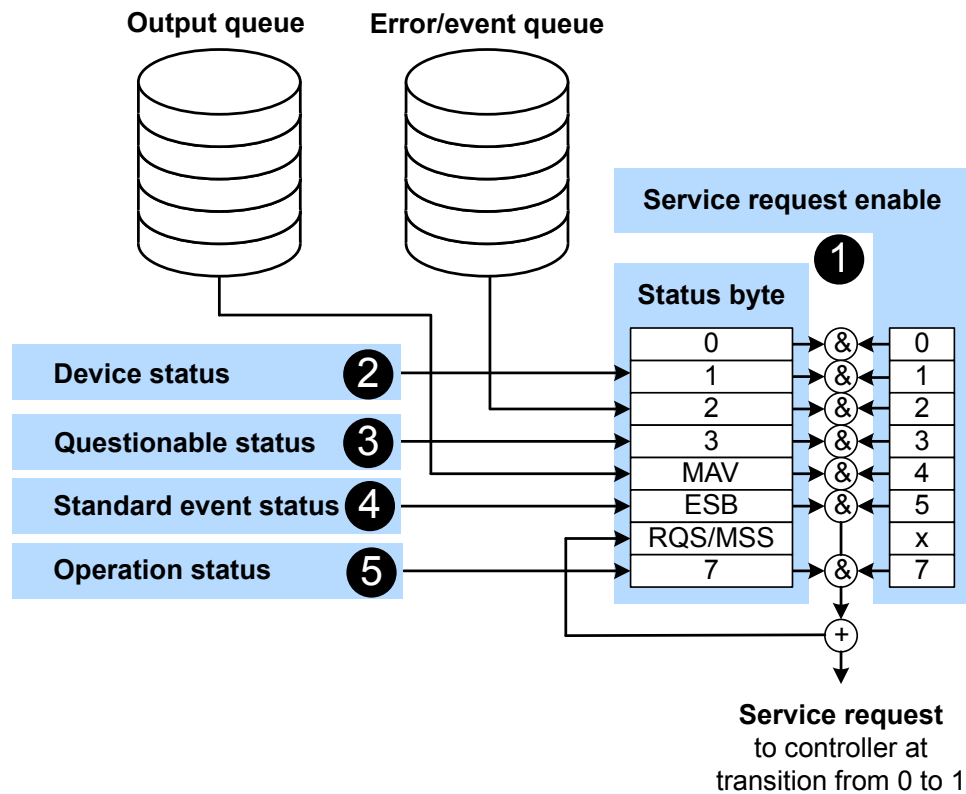 Output queue
Error/event queue
Service request enable
1
Status byte
0 & 0
Device status 2
1 & 1
2 & 2
Questionable status 3
3 & 3
MAV & 4
Standard event status 4
ESB & 5
RQS/MSS x
Operation status 5
7 & 7
+
Service request
to controller at
transition from 0 to 1